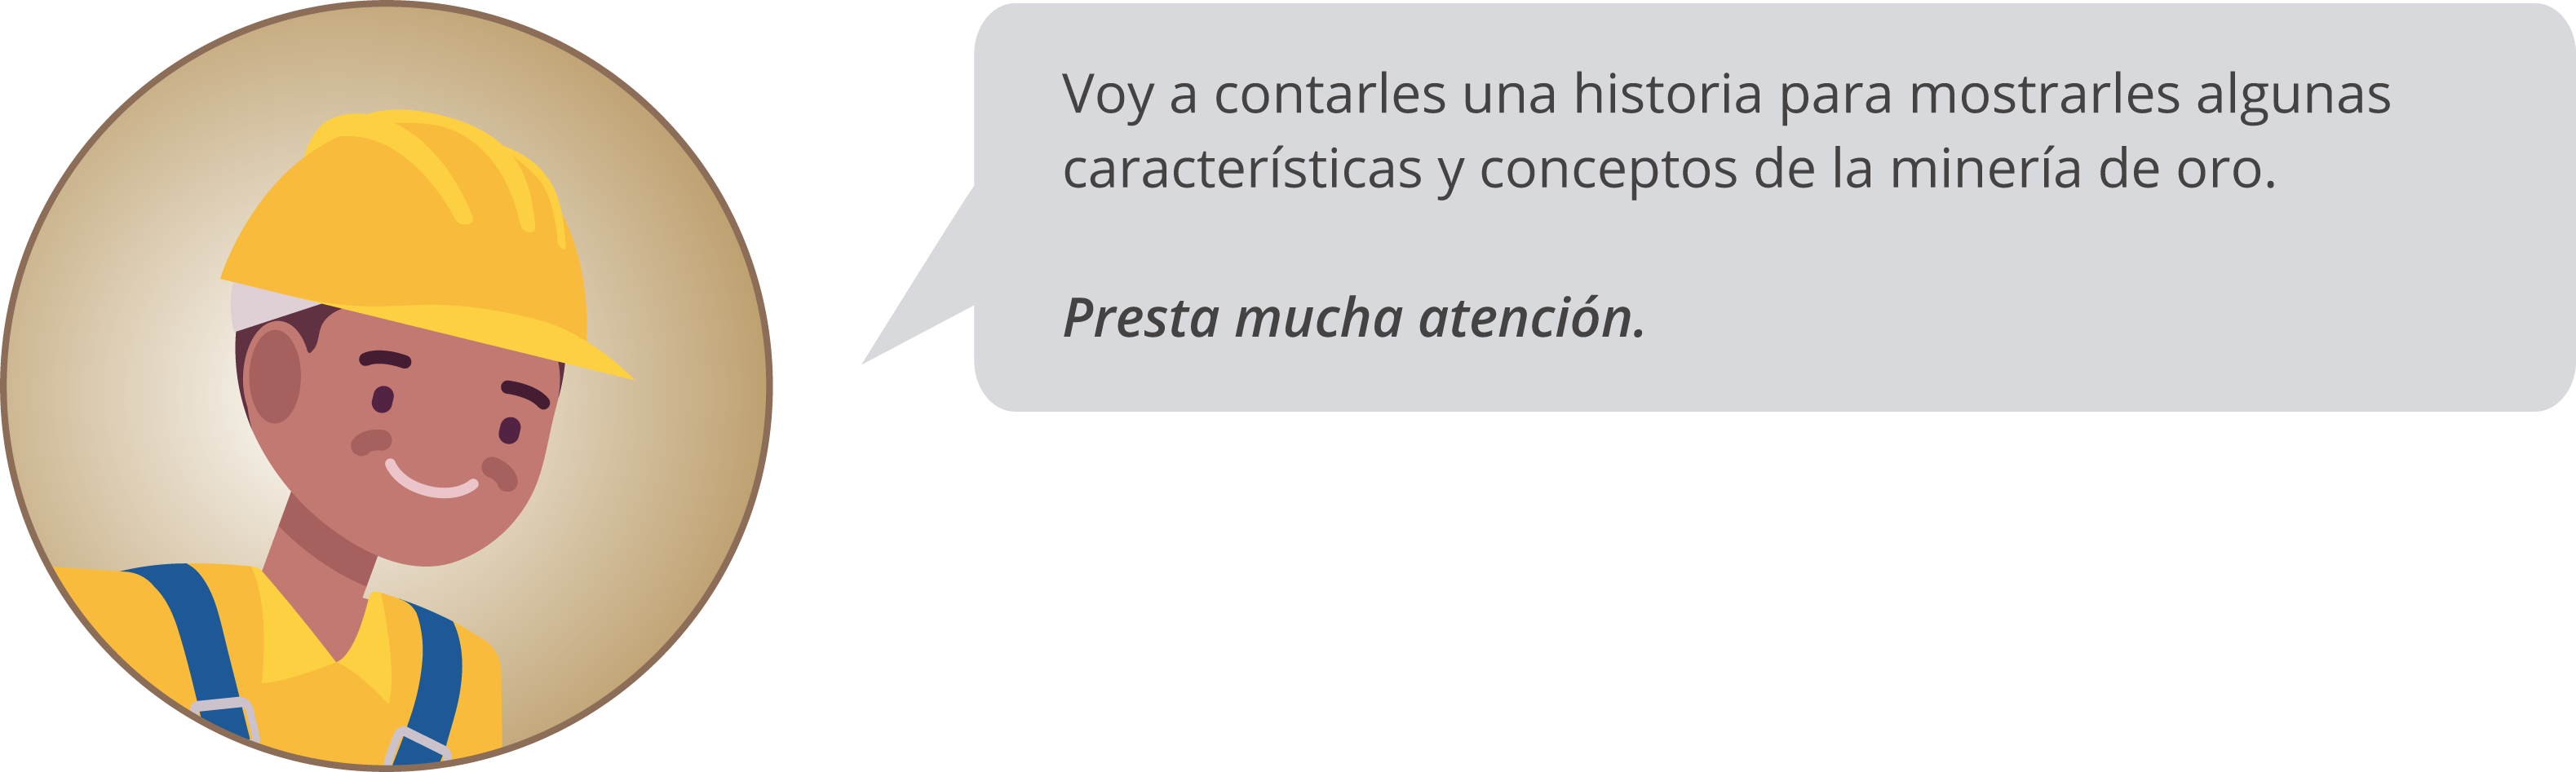 Voy a contarles una historia para mostrarles algunas
características y conceptos de la minería de oro.
Presta mucha atención.